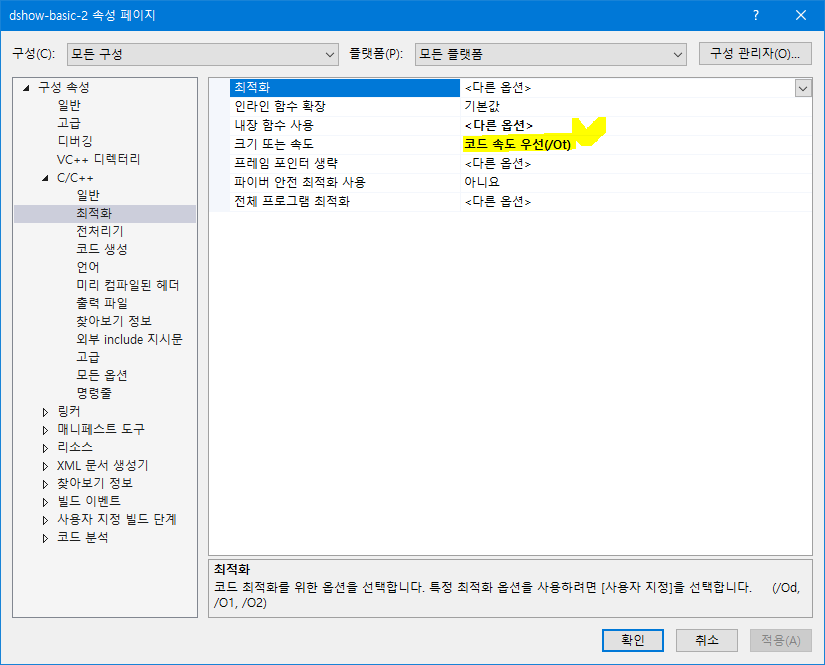 dshow-basic-2 속성 페이지
구성(C): 모든 구성 플랫폼(P): 모든 플랫폼 구성 관리자(O)...
구성 속성
일반
고급
디버깅
VC++ 디렉터리
C/C++
일반
최적화
전처리기
코드 생성
언어
미리 컴파일된 헤더
출력 파일
찾아보기 정보
외부 include 지시문
고급
모든 옵션
명령줄
링커
매니페스트 도구
리소스
XML 문서 생성기
찾아보기 정보
빌드 이벤트
사용자 지정 빌드 단계
코드 분석
최적화 <다른 옵션>
인라인 함수 확장 기본값
내장 함수 사용 <다른 옵션>
크기 또는 속도 코드 속도 우선(/Ot)
프레임 포인터 생략 <다른 옵션>
파이버 안전 최적화 사용 아니요
전체 프로그램 최적화 <다른 옵션>
최적화
코드 최적화를 위한 옵션을 선택합니다. 특정 최적화 옵션을 사용하려면 [사용자 지정]을 선택합니다. (/Od,
/O1, /O2)
확인 취소 적용(A)